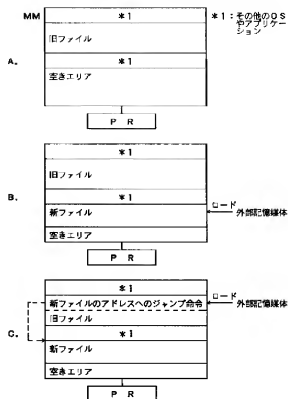 MM
*1
*1：その他のOS
やアプリケー
ション
旧ファイル
A.
*1
空きエリア
PR
*1
旧ファイル
B.
*1
ロード
新ファイル
外部記憶媒体
空きエリア
PR
*1
ロード
新ファイルのアドレスへのジャンプ命令
外部記憶媒体
旧ファイル
C.
*1
新ファイル
空きエリア
PR